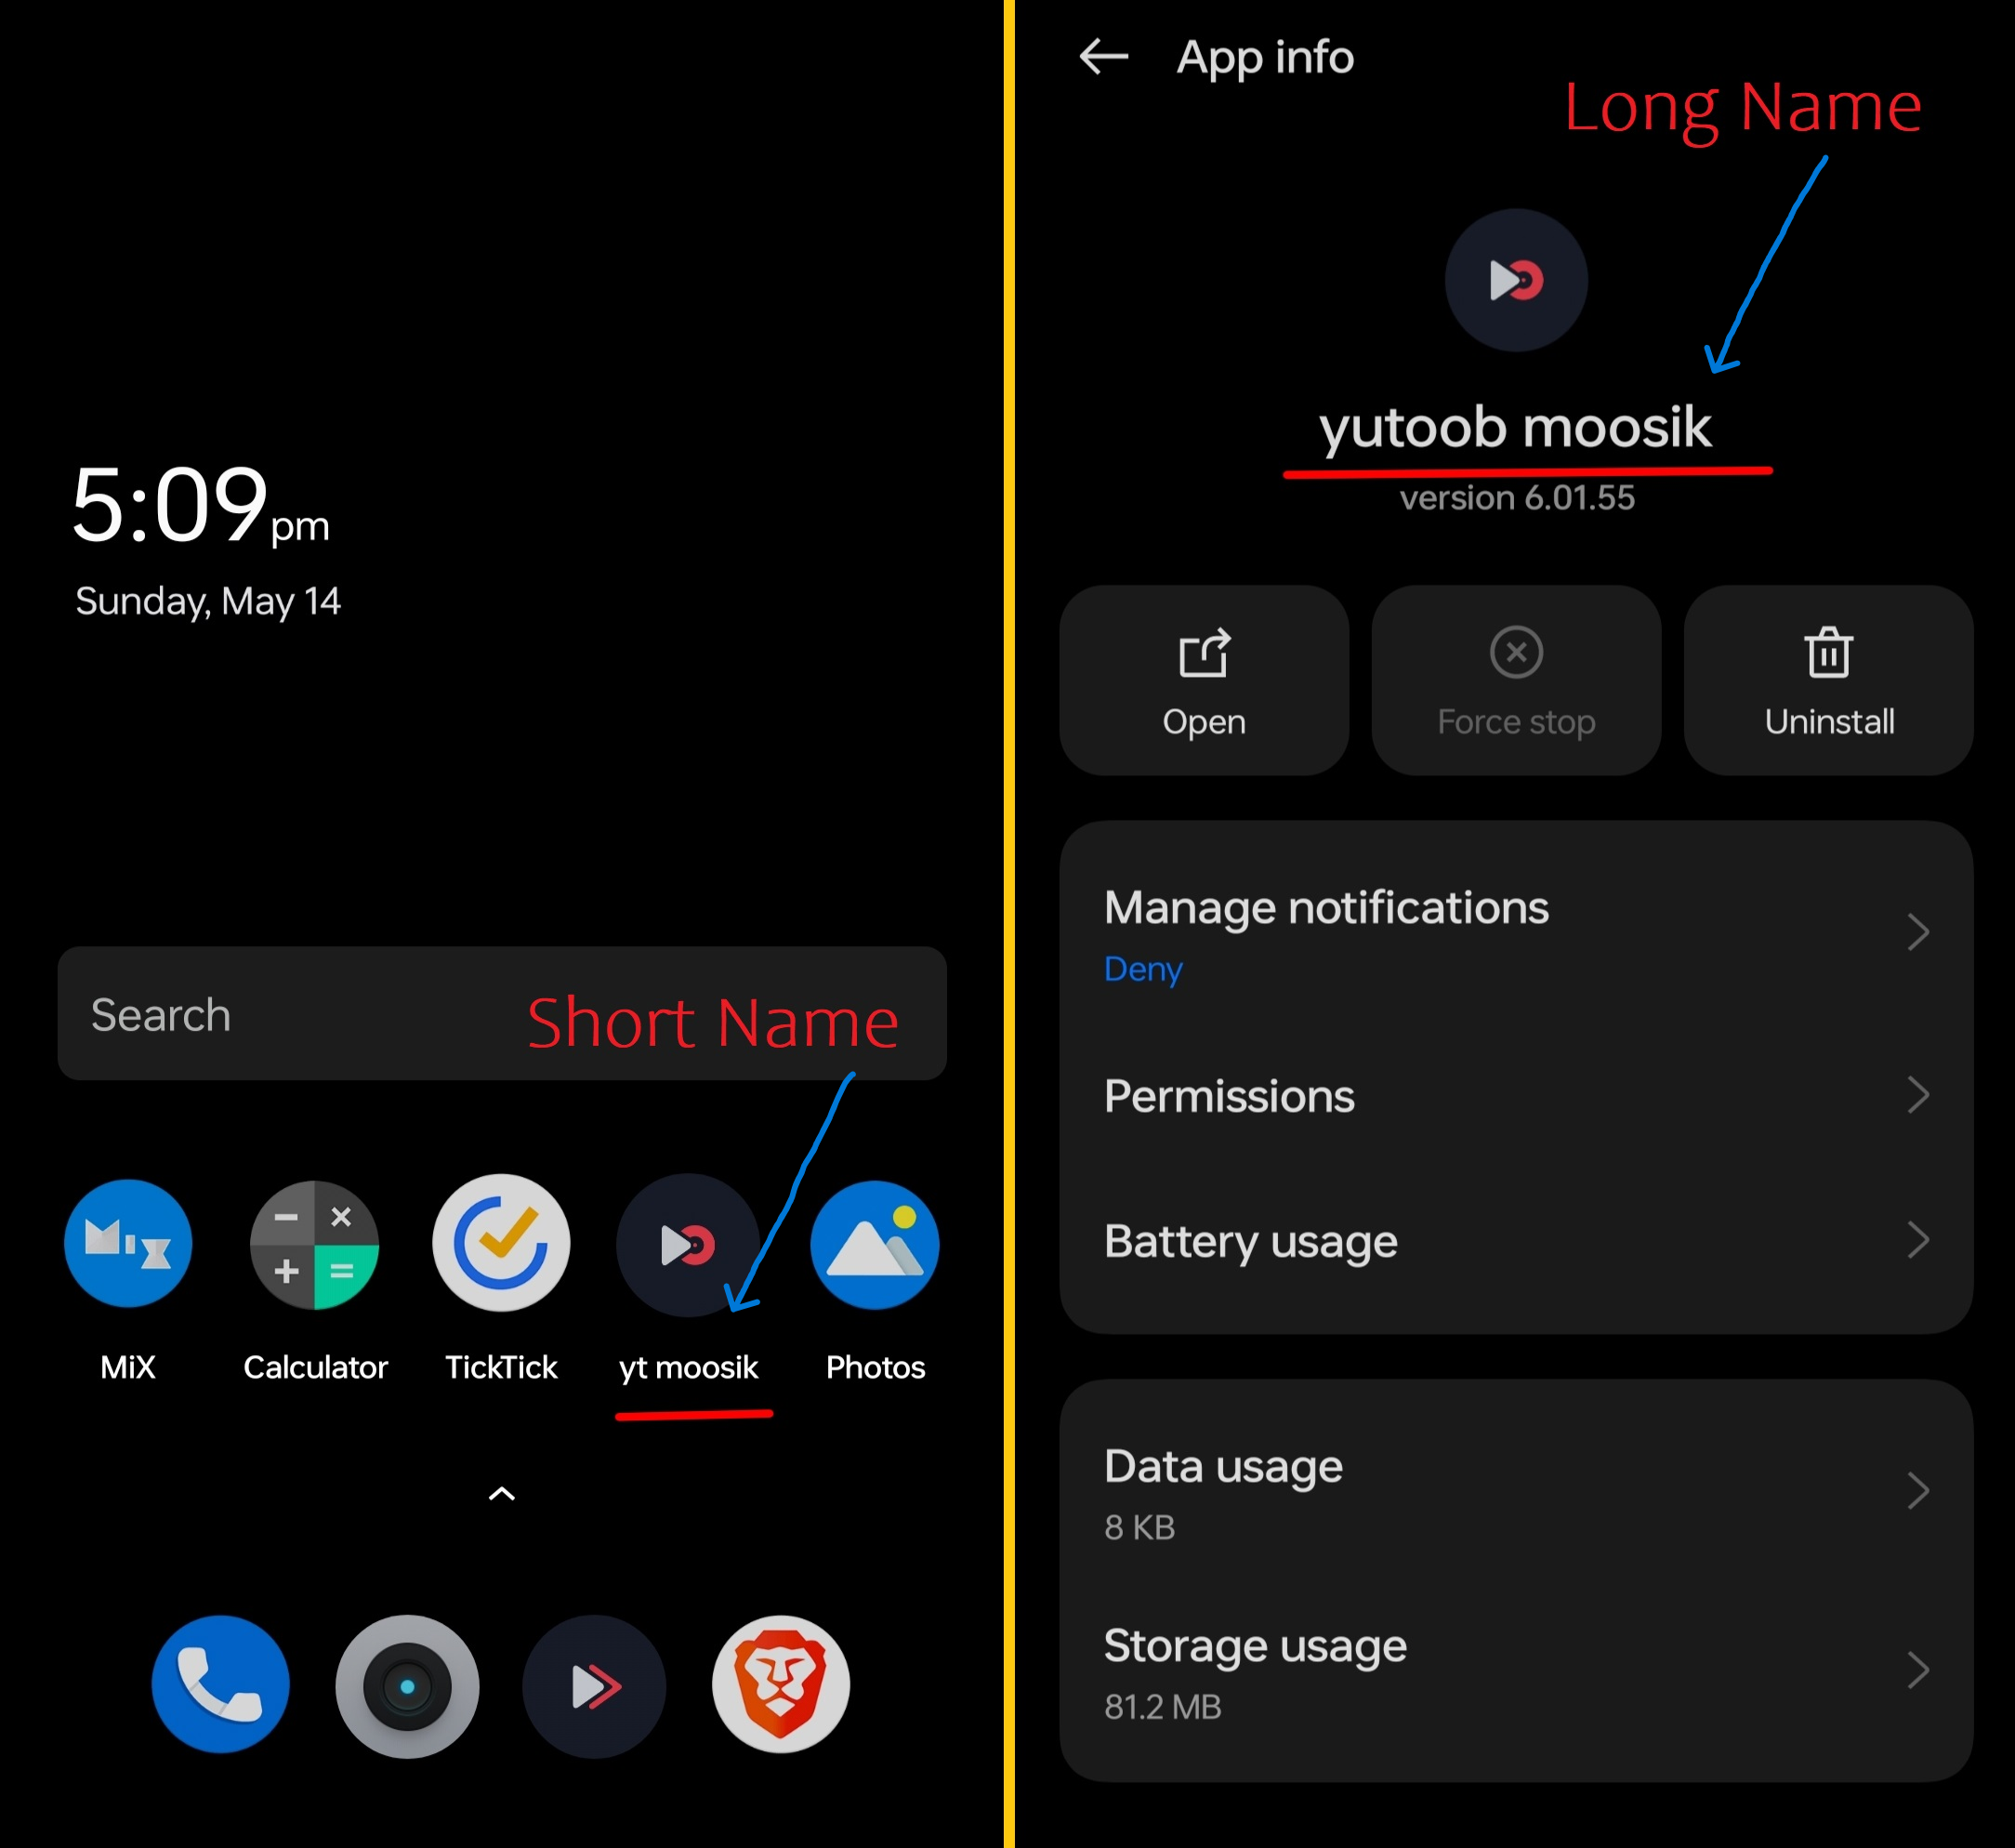 5:09pm
Sunday, May 14
Search
Short Name
MiX
Calculator
TickTick
yt moosik
Photos
App info
Long Name
yutoob moosik
version 6.01.55
Open
Force stop
Uninstall
Manage notifications
Deny
Permissions
Battery usage
Data usage
8 KB
Storage usage
81.2 MB